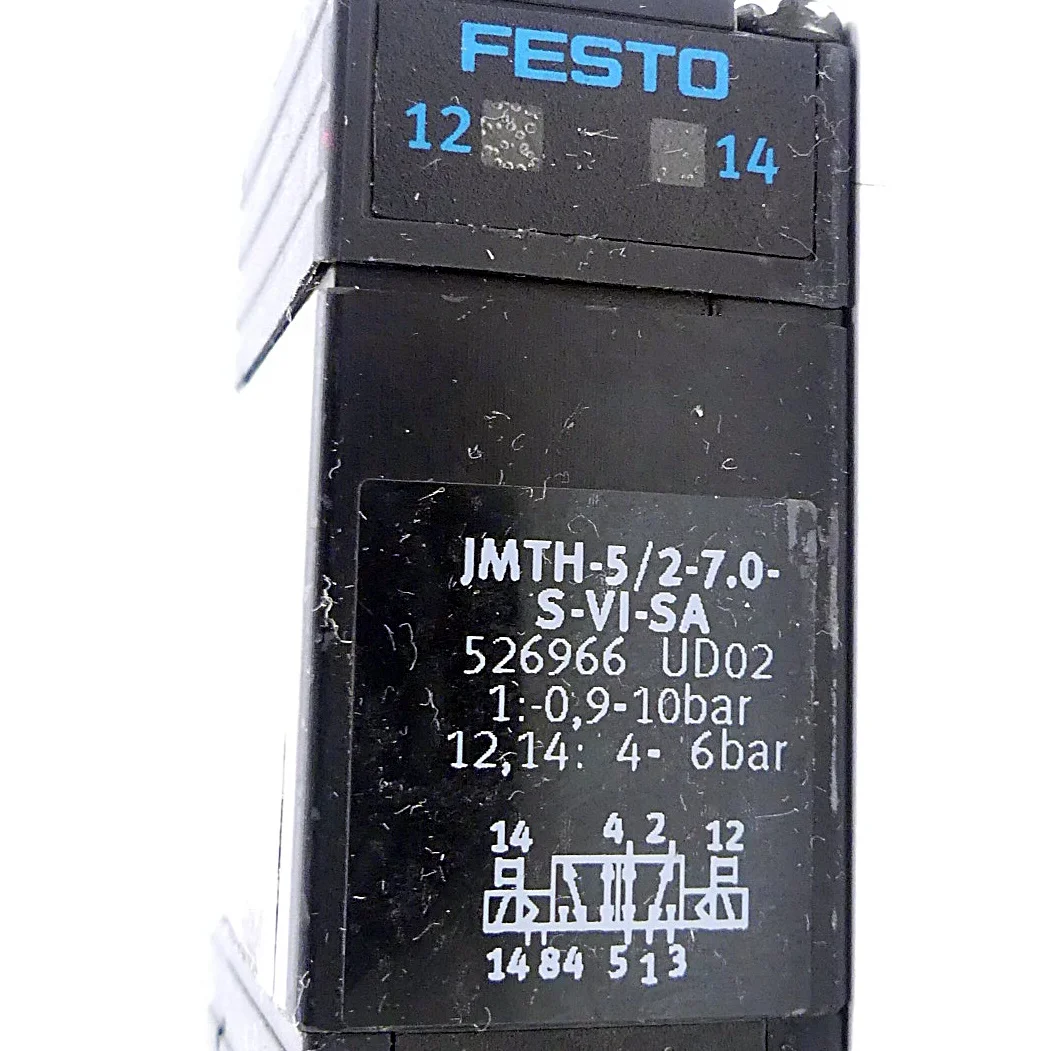 FESTO
12 14
JMTH-5/2-7.0-
S-VI-SA
526966 UD02
1:-0,9-10bar
12,14: 4- 6bar
14 4 2 12
14 84 5 1 3